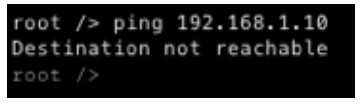 root /> ping 192.168.1.10
Destination not reachable
root />